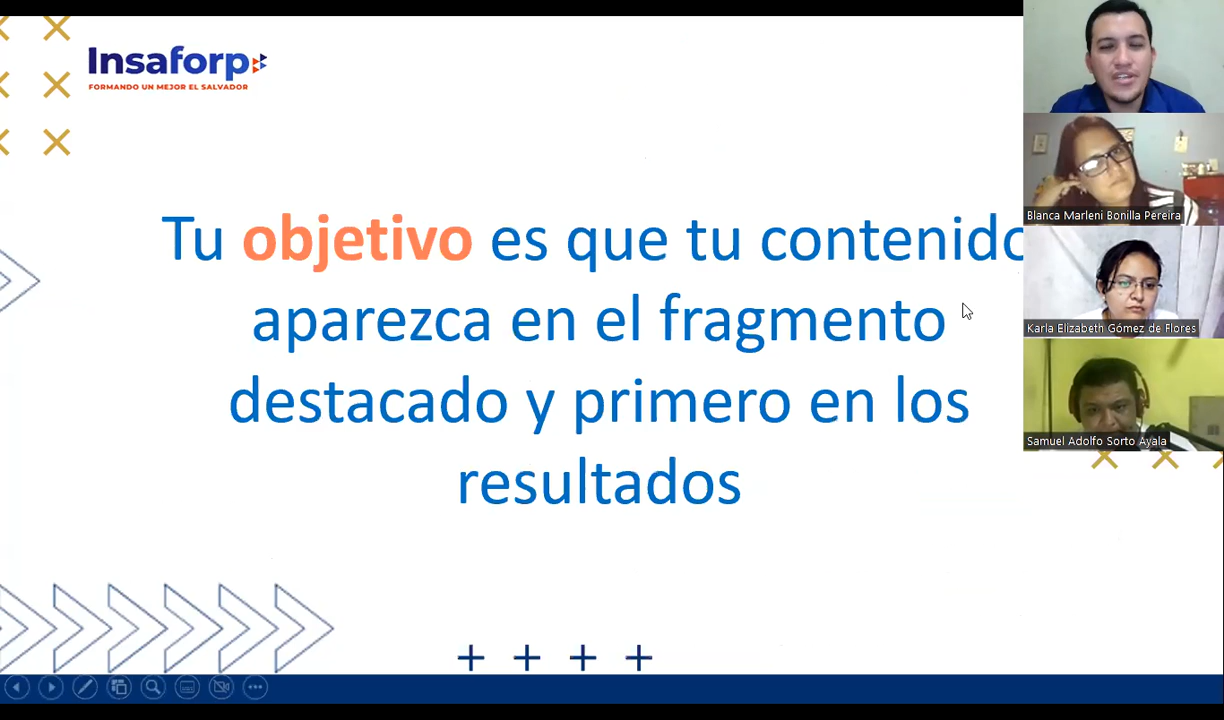 Insaforp
FORMANDO UN MEJOR EL SALVADOR
Tu objetivo es que tu contenido
aparezca en el fragmento
destacado y primero en los
resultados
Blanca Marleni Bonilla Pereira
Karla Elizabeth Gómez de Flores
Samuel Adolfo Sorto Ayala